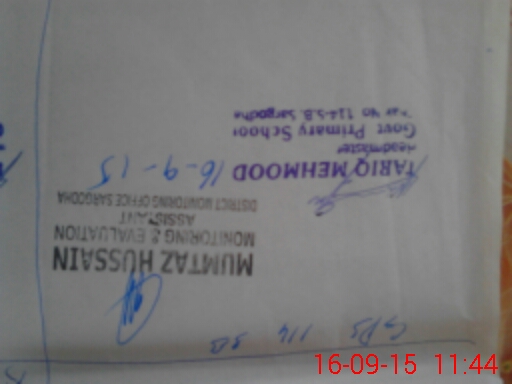 GPS 114 SB
MUMTAZ HUSSAIN
MONITORING & EVALUATION
ASSISTANT
DISTRICT MONITORING OFFICE SARGODHA
16-9-15
TARIQ MEHMOOD
Headmaster
Govt Primary School
114-S.B. Sargodha
16-09-15 11:44